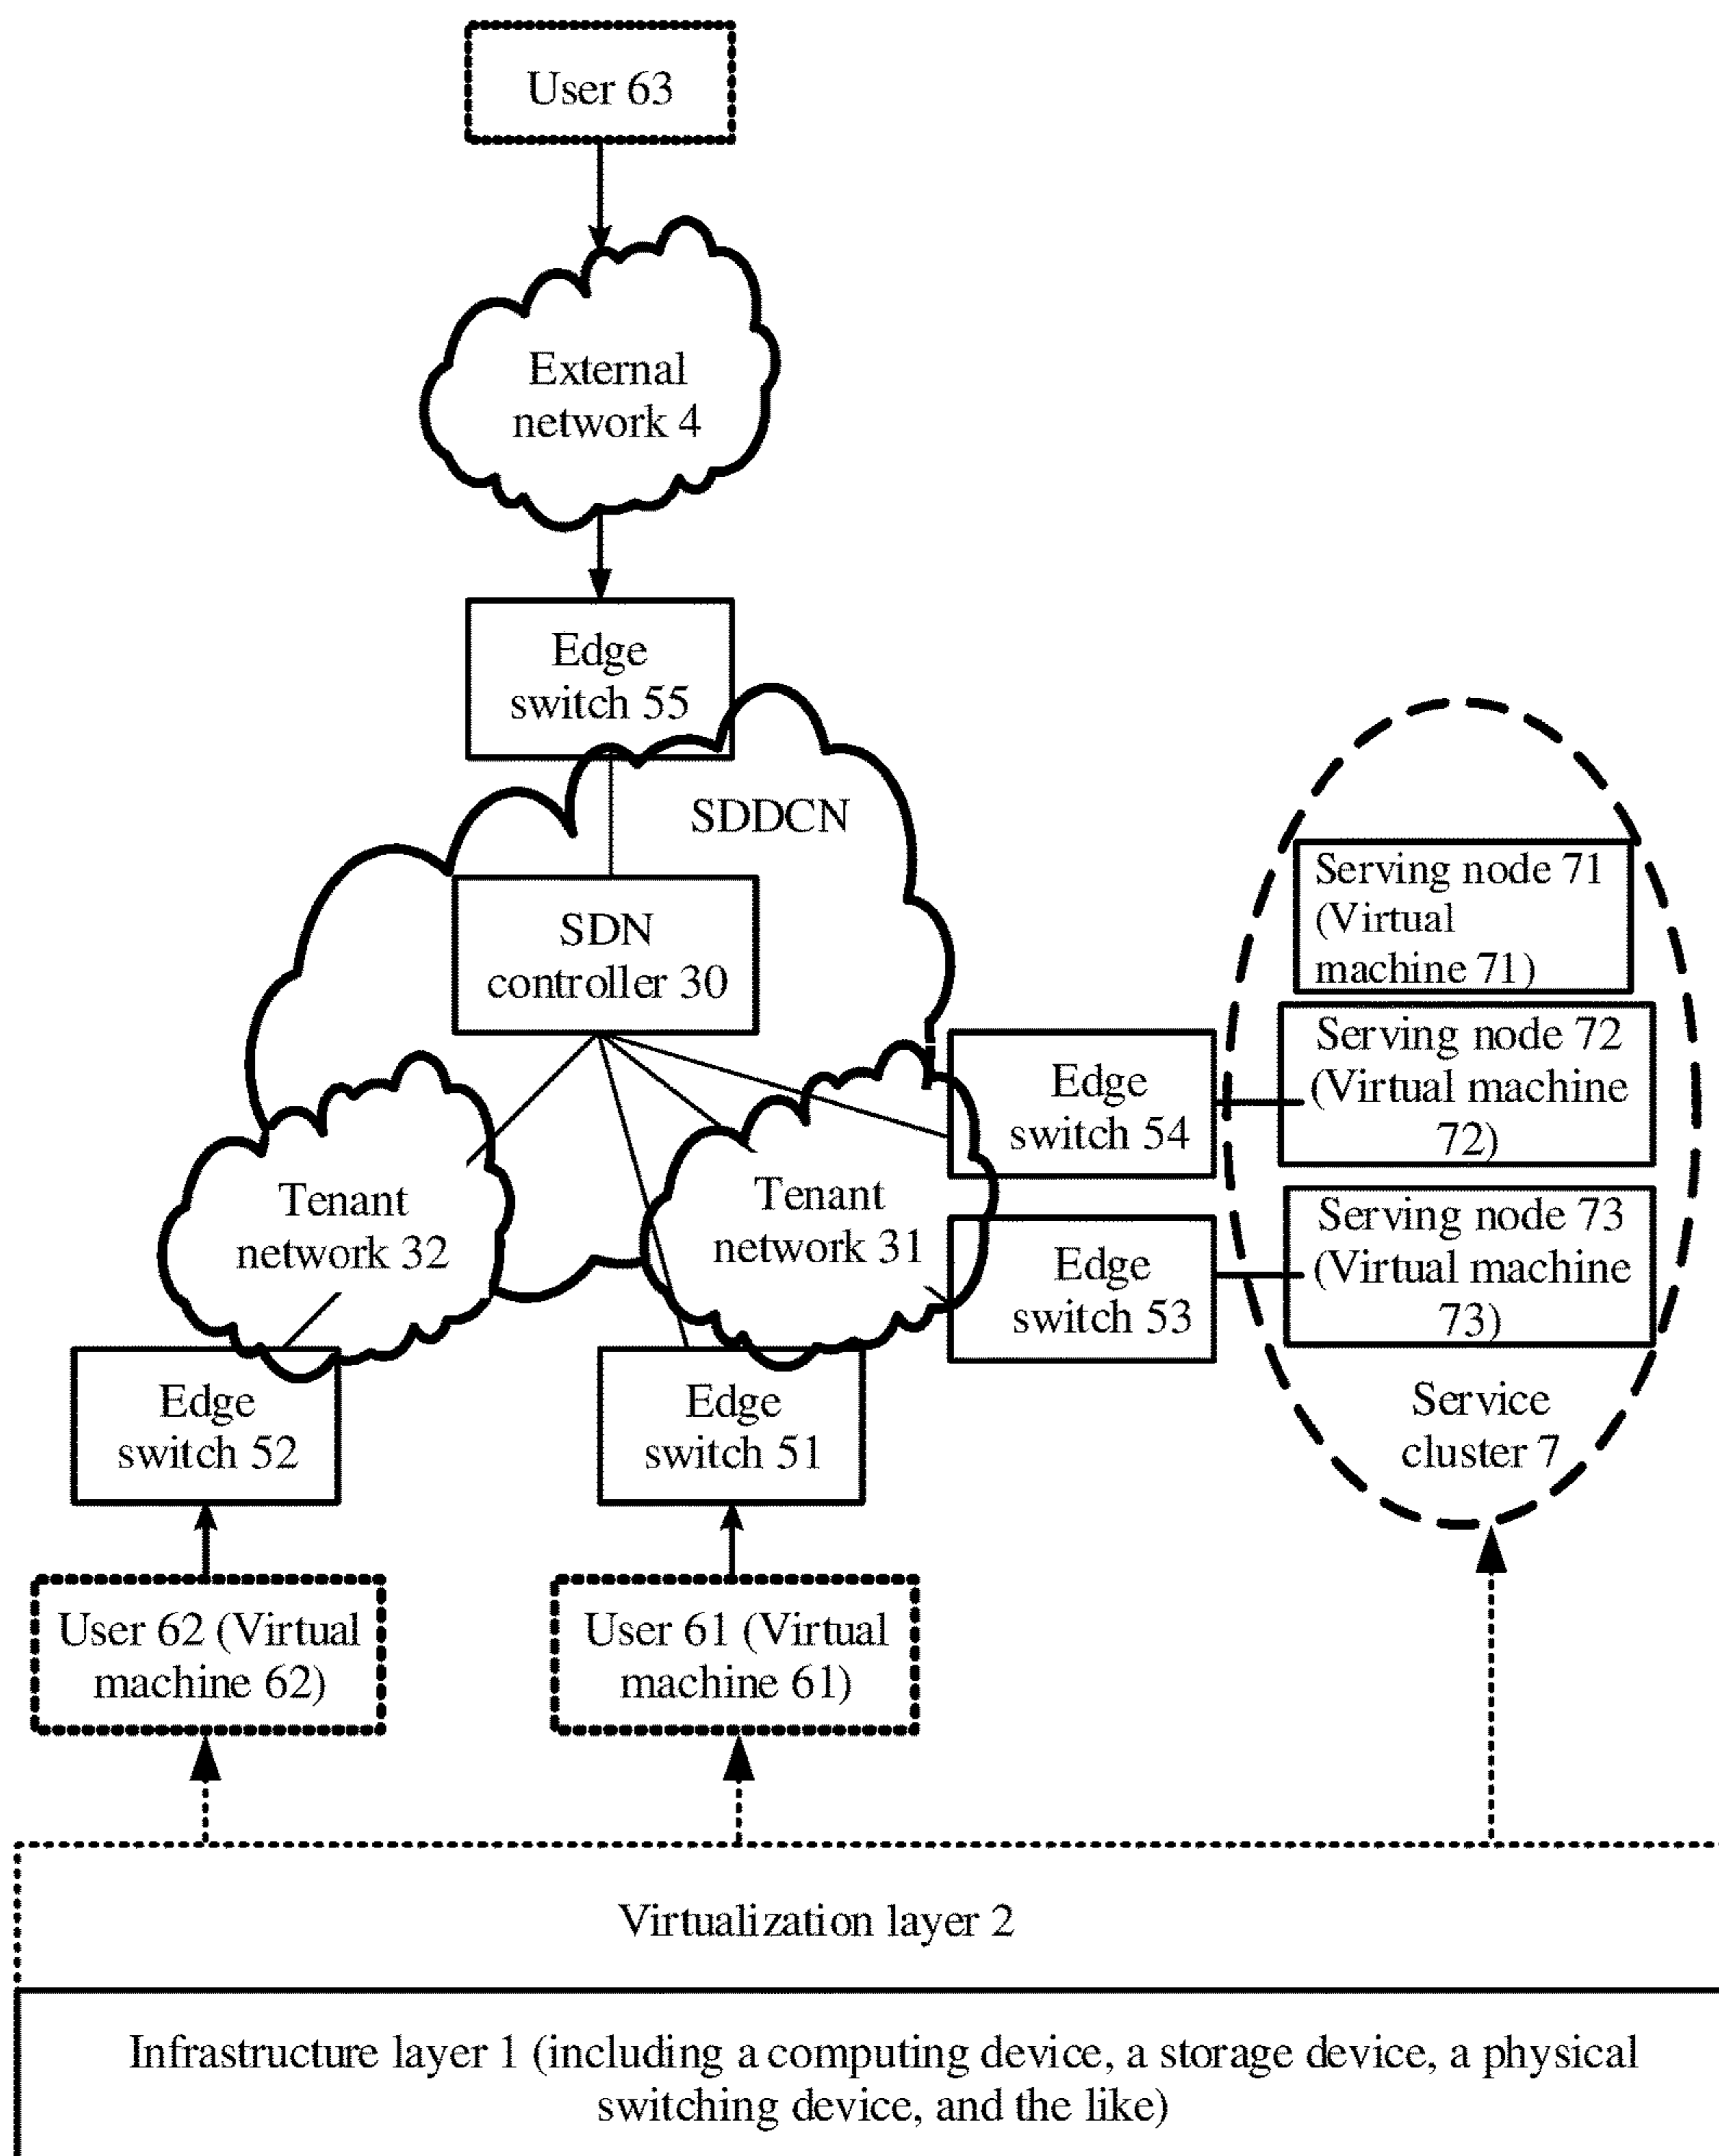 User 63
External
network 4
Edge
switch 55
SDDCN
SDN
controller 30
Serving node 71
(Virtual
machine 71)
Serving node 72
(Virtual machine
72)
Edge
switch 54
Serving node 73
(Virtual machine
73)
Edge
switch 53
Tenant
network 32
Tenant
network 31
Service
cluster 7
Edge
switch 52
Edge
switch 51
User 62 (Virtual
machine 62)
User 61 (Virtual
machine 61)
Virtualization layer 2
Infrastructure layer 1 (including a computing device, a storage device, a physical
switching device, and the like)